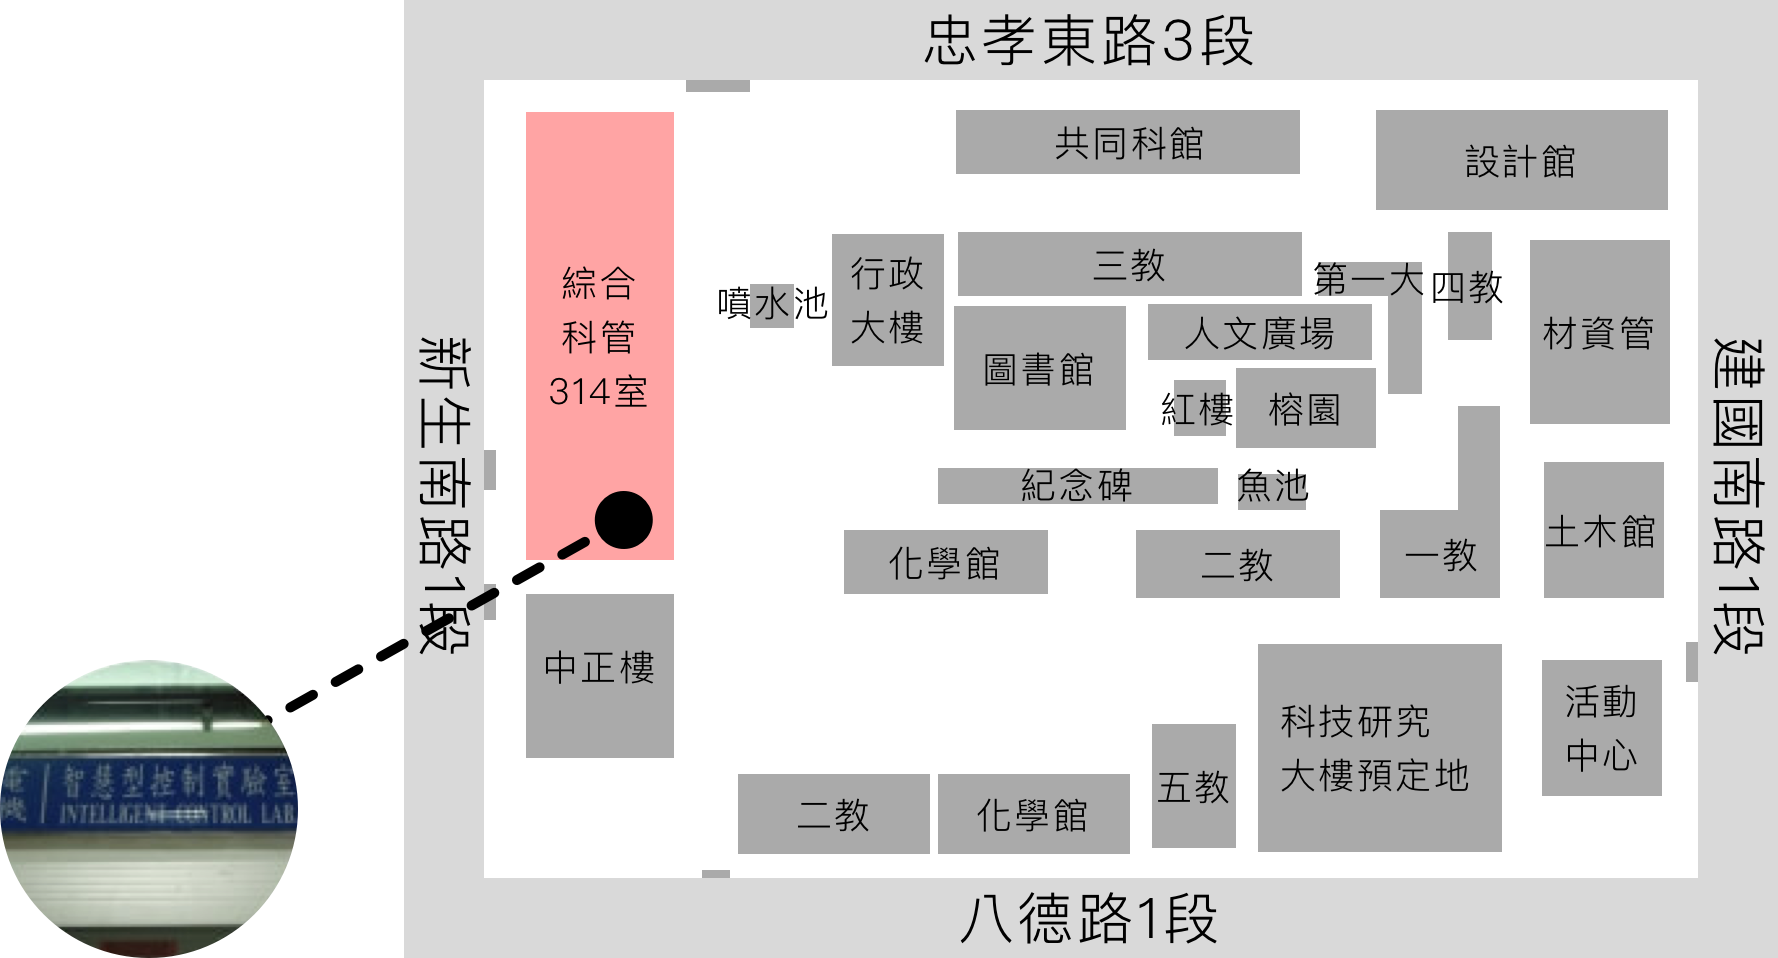 忠孝東路3段
共同科館
設計館
綜合
科管
314室
噴水池
行政
大樓
三教
第一大
四教
材資管
圖書館
人文廣場
紅樓
榕園
新生南路1段
建國南路1段
紀念碑
魚池
化學館
二教
一教
土木館
中正樓
科技研究
大樓預定地
活動
中心
五教
二教
化學館
智慧型控制實驗室
INTELLIGENT CONTROL LAB
八德路1段